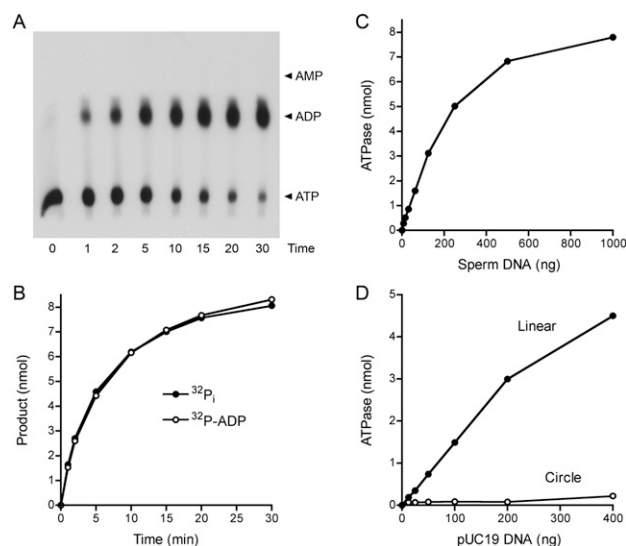 A
AMP
ADP
ATP
0 1 2 5 10 15 20 30 Time
B
8
7
6
5
4
3
2
1
0
Product (nmol)
³²Pᵢ
³²P-ADP
0 5 10 15 20 25 30
Time (min)
C
8
7
6
5
4
3
2
1
0
ATPase (nmol)
0 200 400 600 800 1000
Sperm DNA (ng)
D
5
4
3
2
1
0
ATPase (nmol)
Linear
Circle
0 100 200 300 400
pUC19 DNA (ng)